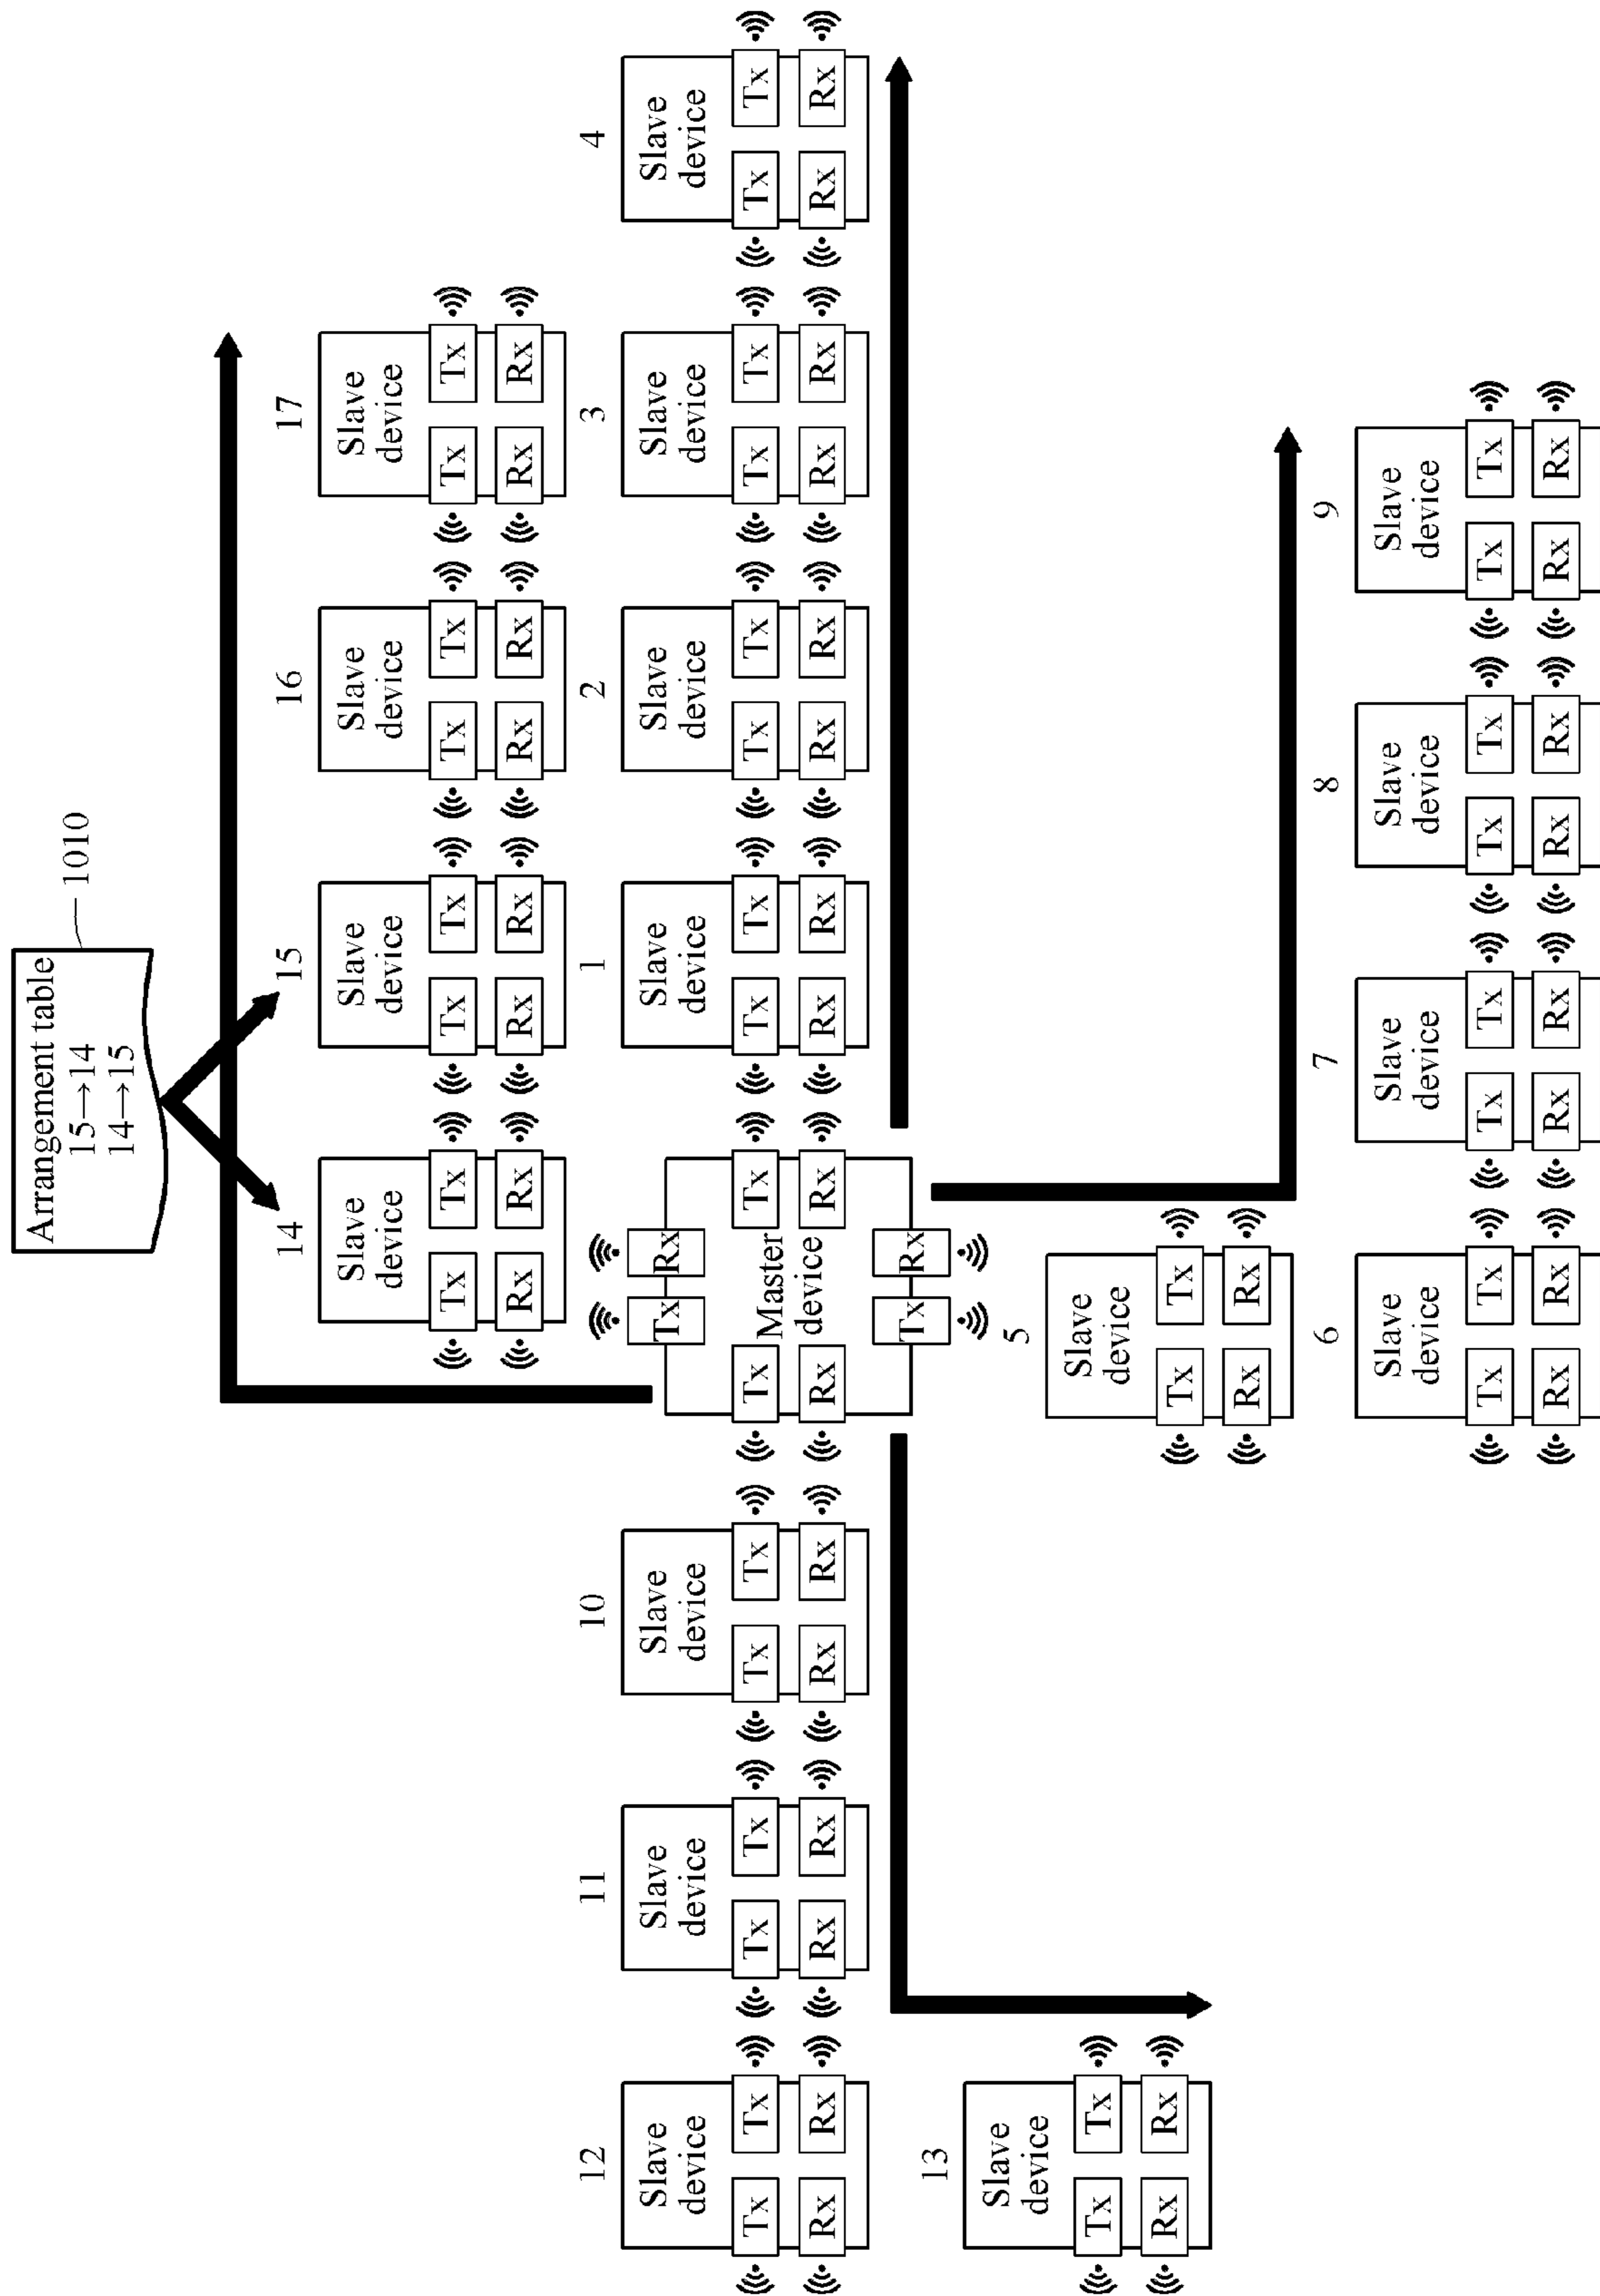 Arrangement table
15→14
14→15
1010
14
Slave
device
Tx Tx
Rx Rx
15
Slave
device
Tx Tx
Rx Rx
16
Slave
device
Tx Tx
Rx Rx
17
Slave
device
Tx Tx
Rx Rx
12
Slave
device
Tx Tx
Rx Rx
11
Slave
device
Tx Tx
Rx Rx
10
Slave
device
Tx Tx
Rx Rx
Tx Rx
Tx Master Tx
Rx device Rx
Tx Rx
1
Slave
device
Tx Tx
Rx Rx
2
Slave
device
Tx Tx
Rx Rx
3
Slave
device
Tx Tx
Rx Rx
4
Slave
device
Tx Tx
Rx Rx
13
Slave
device
Tx Tx
Rx Rx
5
Slave
device
Tx Tx
Rx Rx
6
Slave
device
Tx Tx
Rx Rx
7
Slave
device
Tx Tx
Rx Rx
8
Slave
device
Tx Tx
Rx Rx
9
Slave
device
Tx Tx
Rx Rx